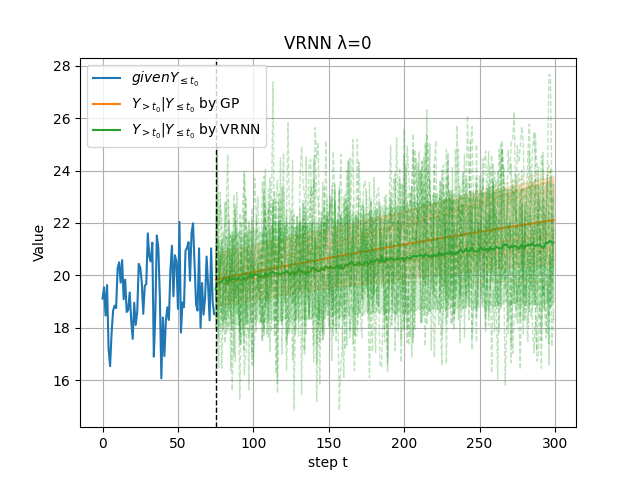 VRNN λ=0
givenY≤t₀
Y>t₀|Y≤t₀ by GP
Y>t₀|Y≤t₀ by VRNN
Value
28
26
24
22
20
18
16
0 50 100 150 200 250 300
step t